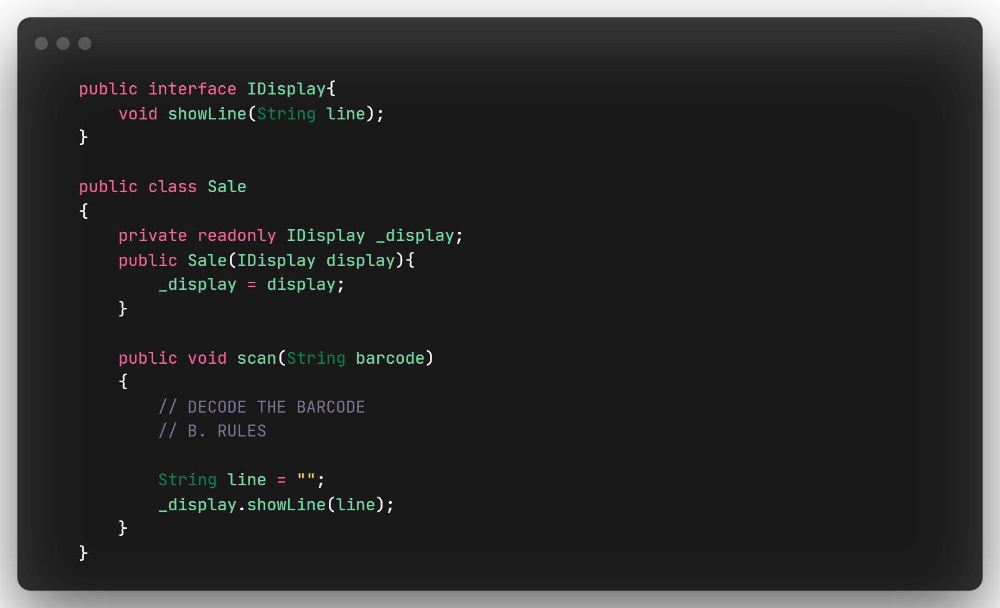 public interface IDisplay{
    void showLine(String line);
}

public class Sale
{
    private readonly IDisplay _display;
    public Sale(IDisplay display){
        _display = display;
    }

    public void scan(String barcode)
    {
        // DECODE THE BARCODE
        // B. RULES

        String line = "";
        _display.showLine(line);
    }
}